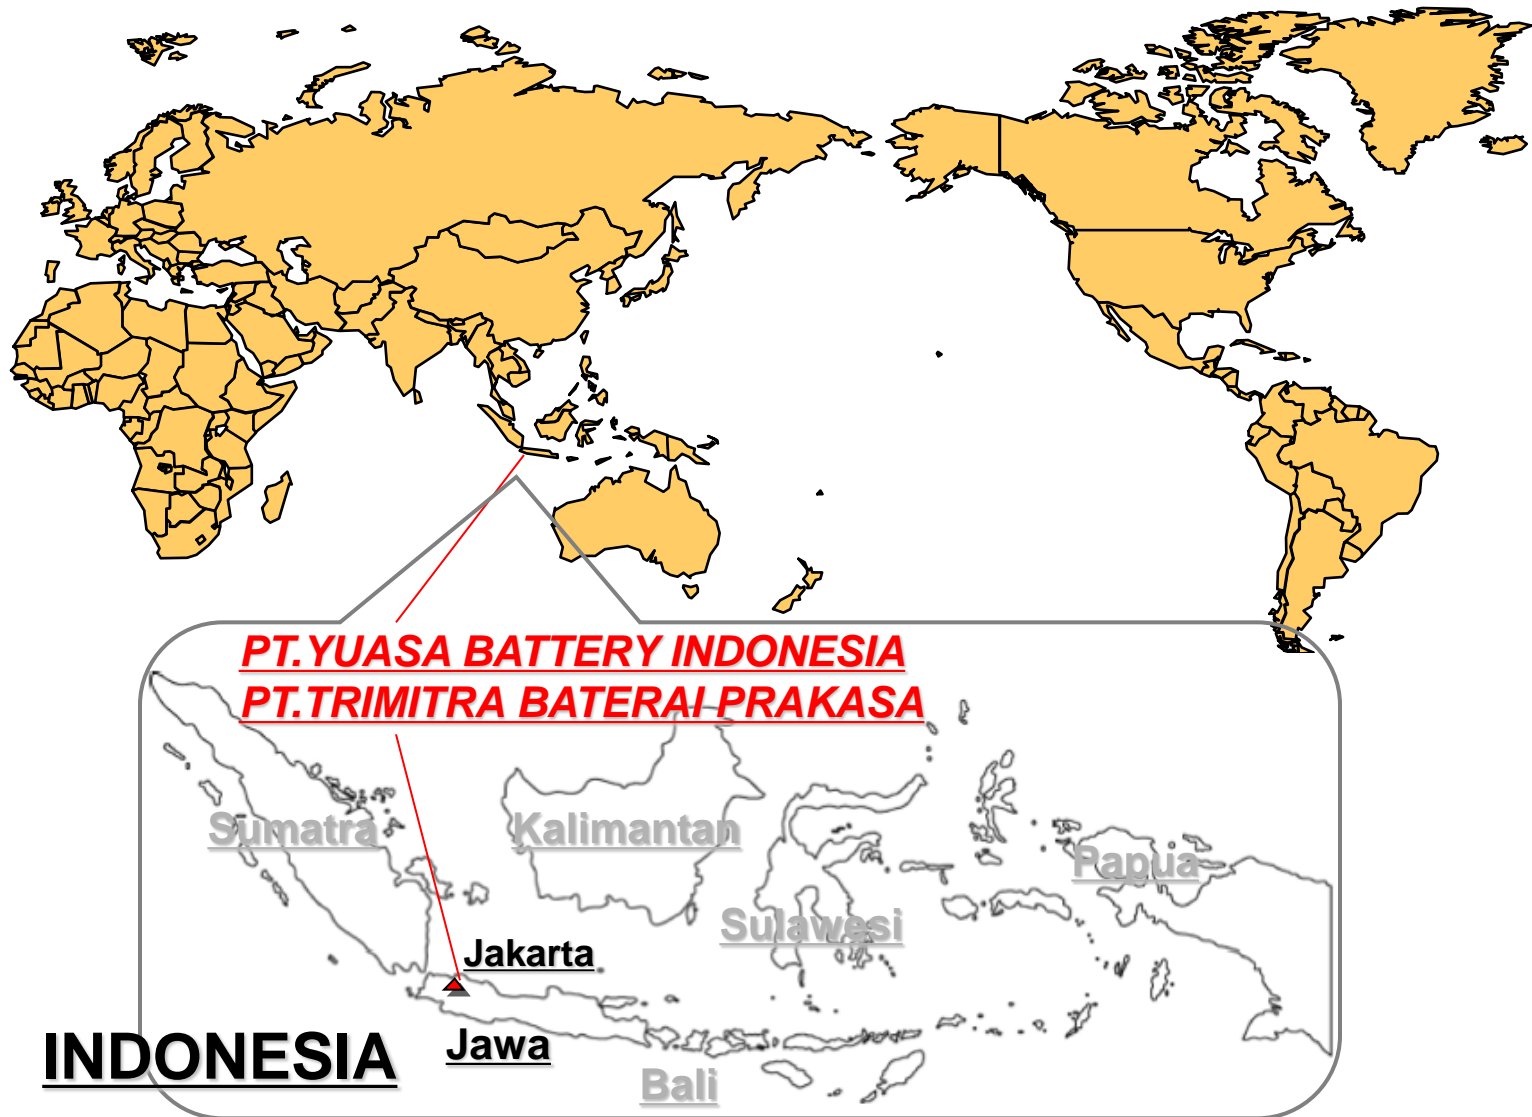 PT.YUASA BATTERY INDONESIA
PT.TRIMITRA BATERAI PRAKASA
Sumatra
Kalimantan
Papua
Sulawesi
Jakarta
INDONESIA
Jawa
Bali